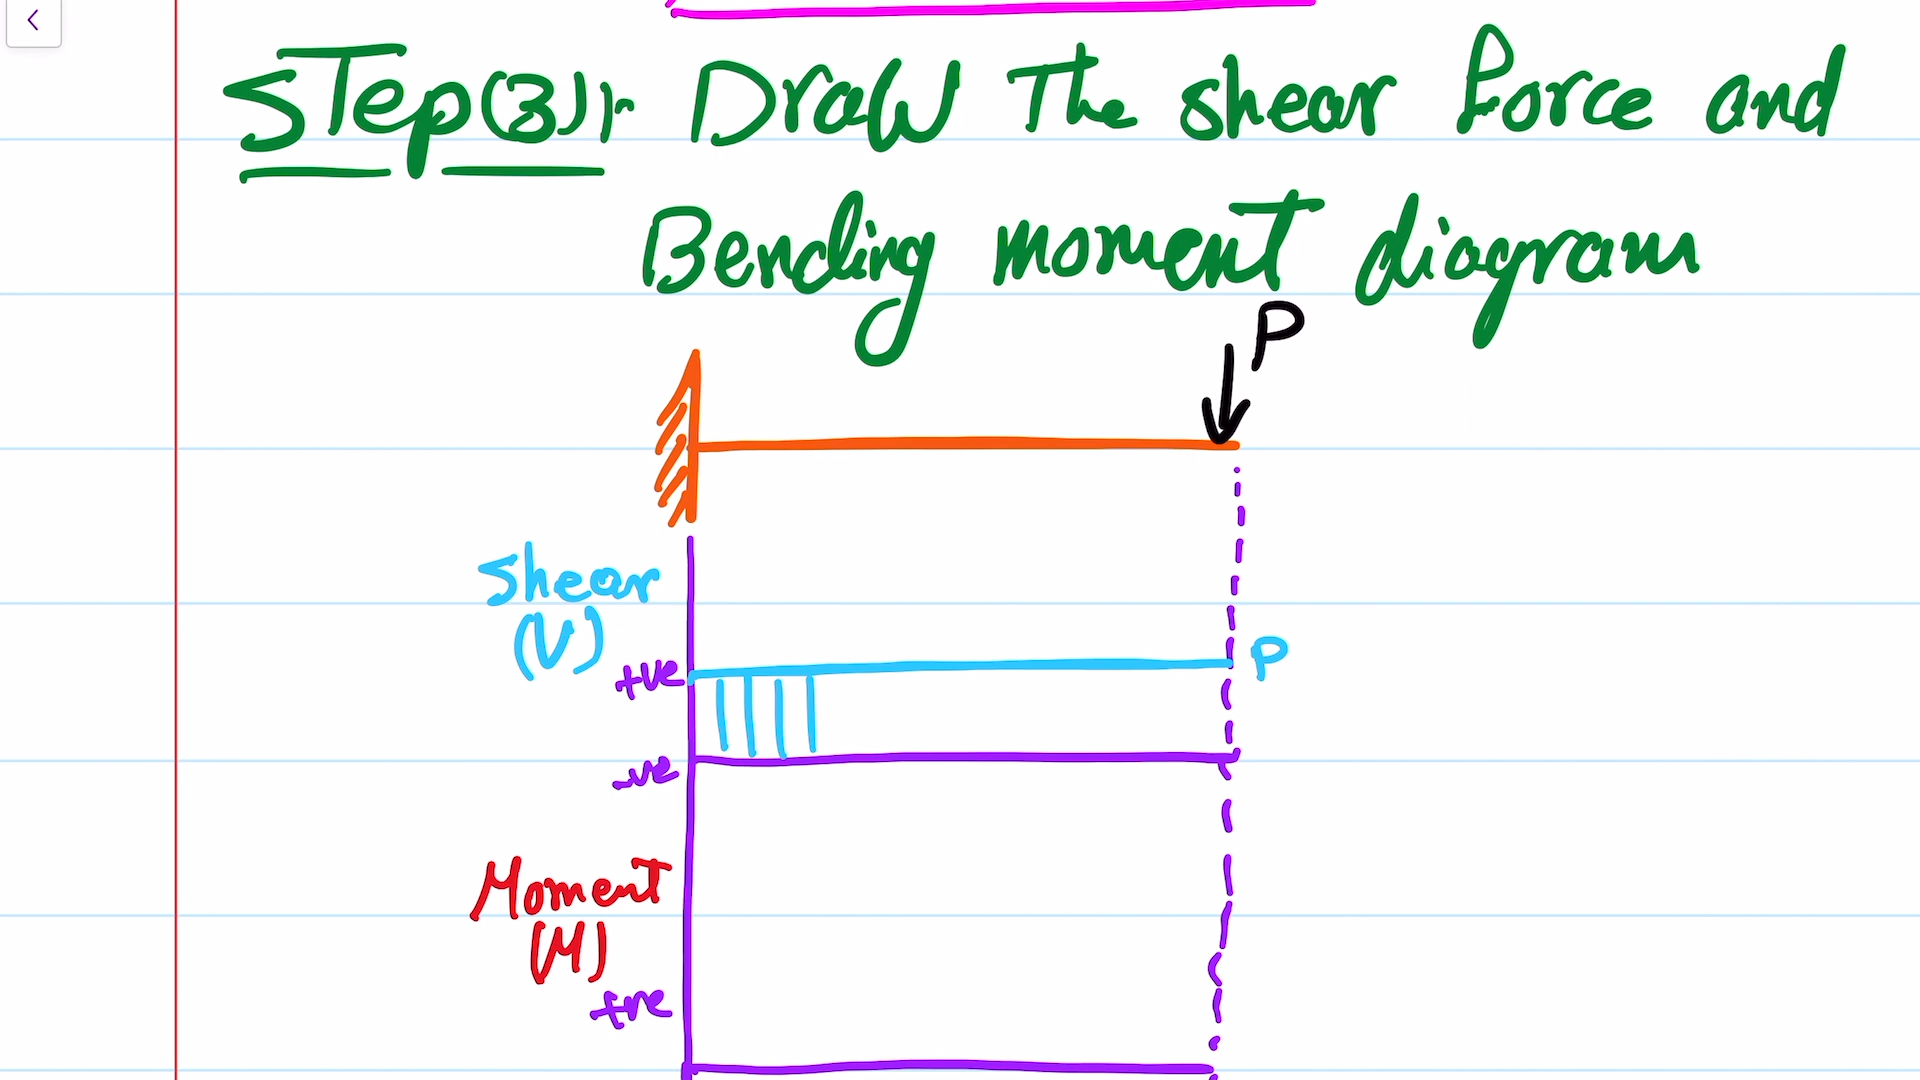 STep(3):- Draw The shear force and
Bending moment diagram
P
Shear
(V)
+ve
P
-ve
Moment
(M)
+ve